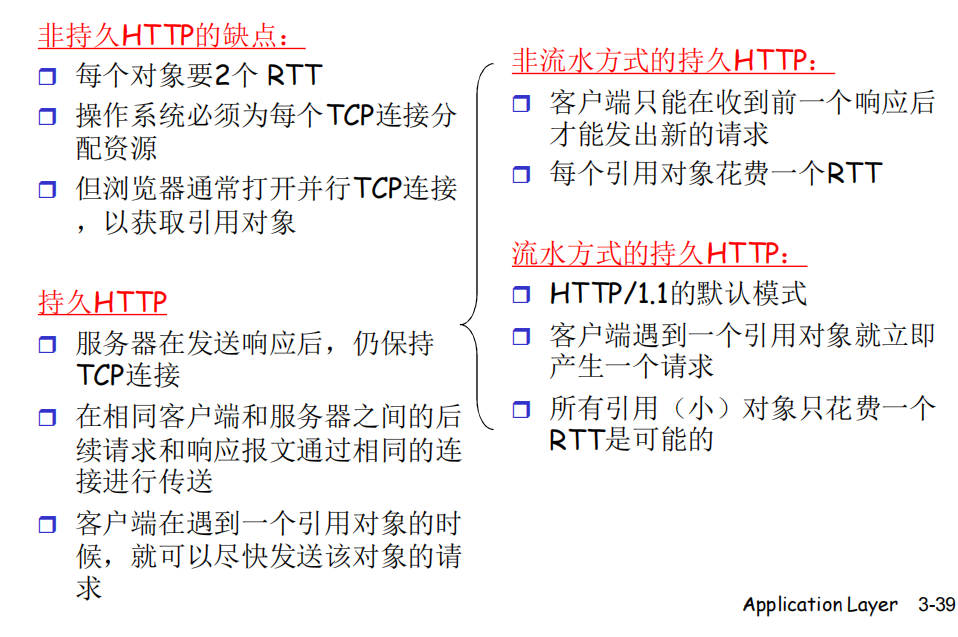 非持久HTTP的缺点：
每个对象要2个 RTT
操作系统必须为每个TCP连接分
配资源
但浏览器通常打开并行TCP连接
，以获取引用对象
持久HTTP
服务器在发送响应后，仍保持
TCP连接
在相同客户端和服务器之间的后
续请求和响应报文通过相同的连
接进行传送
客户端在遇到一个引用对象的时
候，就可以尽快发送该对象的请
求
非流水方式的持久HTTP：
客户端只能在收到前一个响应后
才能发出新的请求
每个引用对象花费一个RTT
流水方式的持久HTTP：
HTTP/1.1的默认模式
客户端遇到一个引用对象就立即
产生一个请求
所有引用（小）对象只花费一个
RTT是可能的
Application Layer 3-39